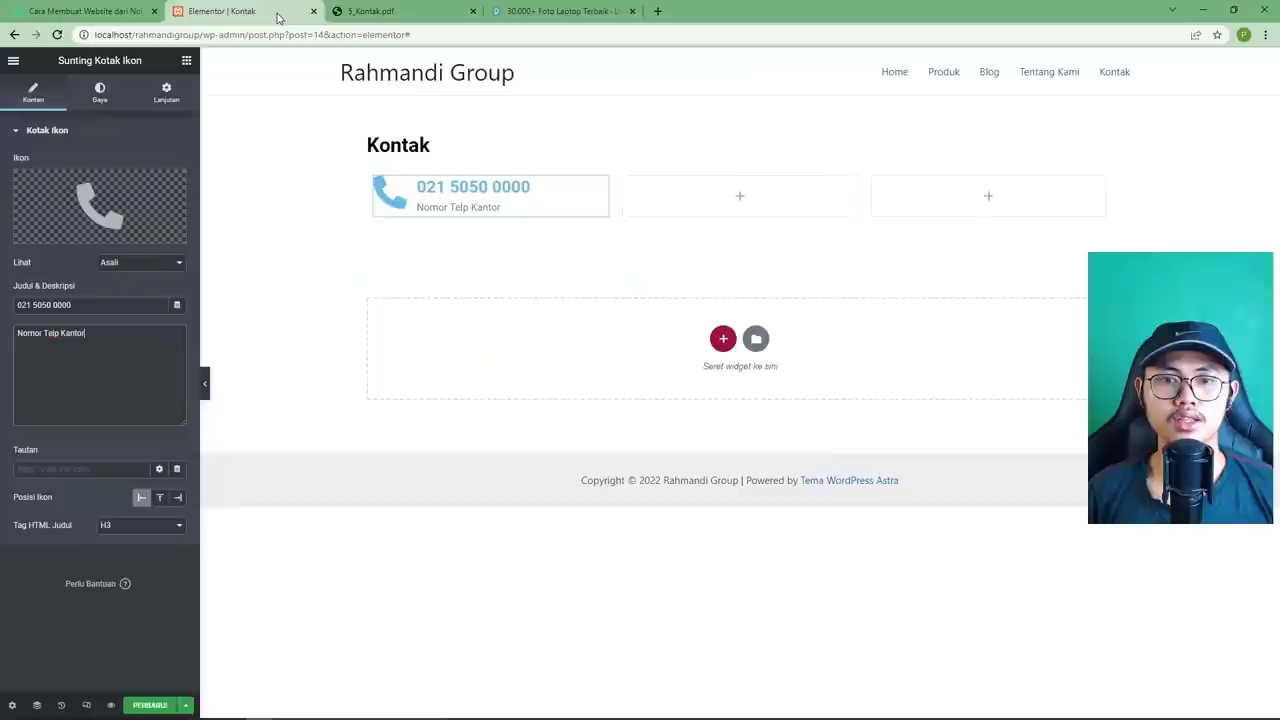 Cara Membuat Website dari Nol
Elementor | Kontak
5_Kontak.pdf
30.000+ Foto Laptop Terbaik · U
localhost/rahmandigroup/wp-admin/post.php?post=14&action=elementor#
P
Sunting Kotak Ikon
Konten
Gaya
Lanjutan
Kotak Ikon
Ikon
Lihat
Asali
Judul & Deskripsi
021 5050 0000
Nomor Telp Kantor
Tautan
Posisi Ikon
Tag HTML Judul
H3
Perlu Bantuan
PERBARUI
Rahmandi Group
Home
Produk
Blog
Tentang Kami
Kontak
Kontak
021 5050 0000
Nomor Telp Kantor
Seret widget ke sini
Copyright © 2022 Rahmandi Group | Powered by Tema WordPress Astra